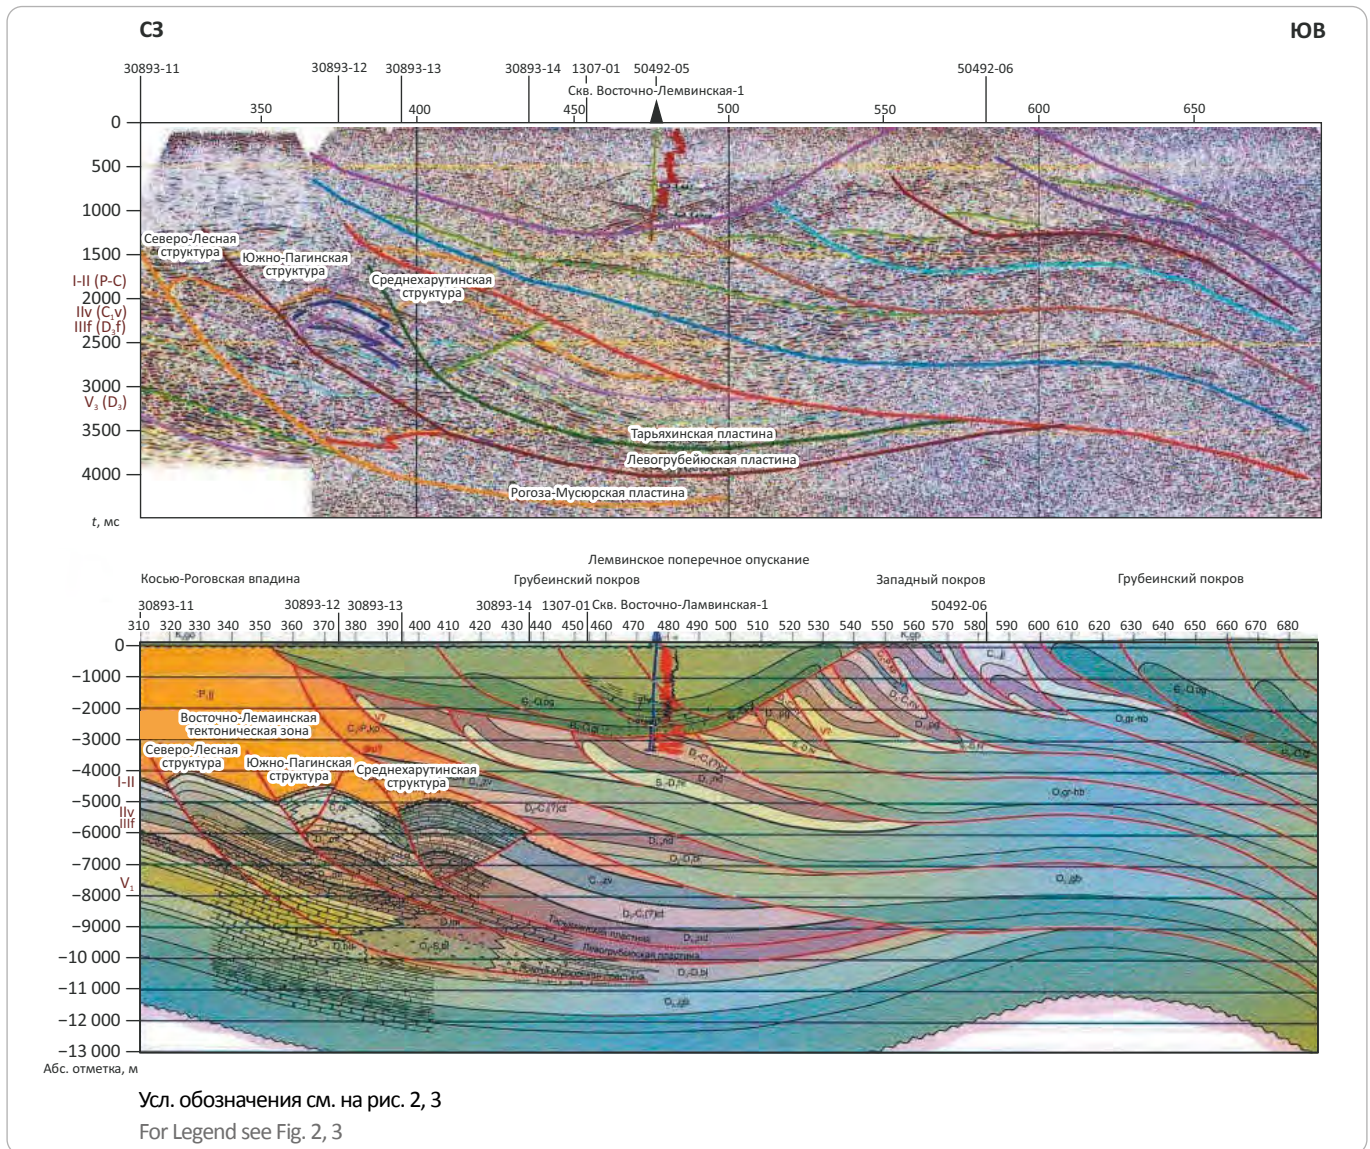 СЗ
ЮВ
30893-11
30893-12
30893-13
30893-14
1307-01
50492-05
50492-06
Скв. Восточно-Лемвинская-1
350
400
450
500
550
600
650
0
500
1000
1500
I-II (P-C)
2000
IIv (C₁v)
IIIf (D₃f)
2500
3000
V₃ (D₃)
3500
4000
t, мс
Северо-Лесная
структура
Южно-Пагинская
структура
Среднехарутинская
структура
Тарьяхинская пластина
Левогрубейюская пластина
Рогоза-Мусюрская пластина
Лемвинское поперечное опускание
Косью-Роговская впадина
Грубеинский покров
Западный покров
Грубеинский покров
30893-11
30893-12
30893-13
30893-14
1307-01
Скв. Восточно-Ламвинская-1
50492-06
310 320 330 340 350 360 370 380 390 400 410 420 430 440 450 460 470 480 490 500 510 520 530 540 550 560 570 580 590 600 610 620 630 640 650 660 670 680
0
−1000
−2000
−3000
−4000
I-II
−5000
IIv
IIIf
−6000
−7000
V₁
−8000
−9000
−10 000
−11 000
−12 000
−13 000
Абс. отметка, м
Восточно-Лемаинская
тектоническая зона
Северо-Лесная
структура
Южно-Пагинская
структура
Среднехарутинская
структура
Тарьяхинская пластина
Левогрубеюская пластина
Усл. обозначения см. на рис. 2, 3
For Legend see Fig. 2, 3